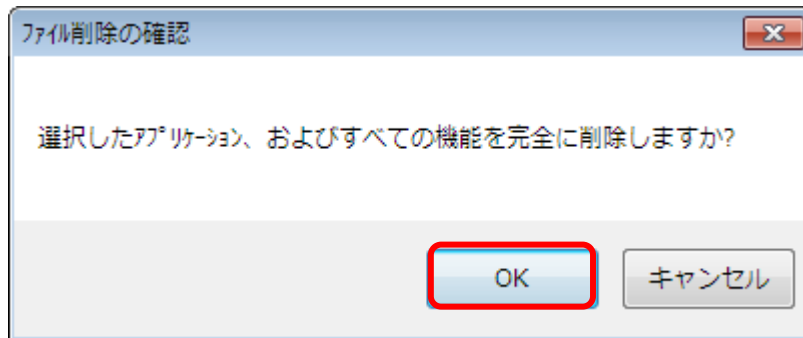 ﾌｧｲﾙ削除の確認
選択したｱﾌﾟﾘｹｰｼｮﾝ、およびすべての機能を完全に削除しますか?
OK
キャンセル